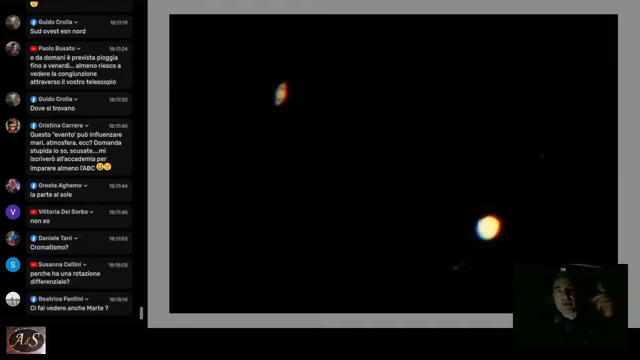 Guido Crolla 18:17:19
Sud ovest esn nord
Paolo Busato 18:17:24
e da domani è prevista pioggia
fino a venerdì... almeno riesco a
vedere la congiunzione
attraverso il vostro telescopio
Guido Crolla 18:17:32
Dove si trovano
Cristina Carrera 18:17:40
Questo "evento" può influenzare
mari, atmosfera, ecc? Domanda
stupida lo so, scusate....mi
iscriverò all'accademia per
imparare almeno l'ABC
Oreste Aghemo 18:17:44
la parte al sole
Vittoria Del Sorbo 18:17:45
non so
Daniele Tani 18:17:53
Cromatismo?
Susanna Cellini 18:18:05
perche ha una rotazione
differenziale?
Beatrice Fantini 18:19:14
Ci fai vedere anche Marte ?
AdS